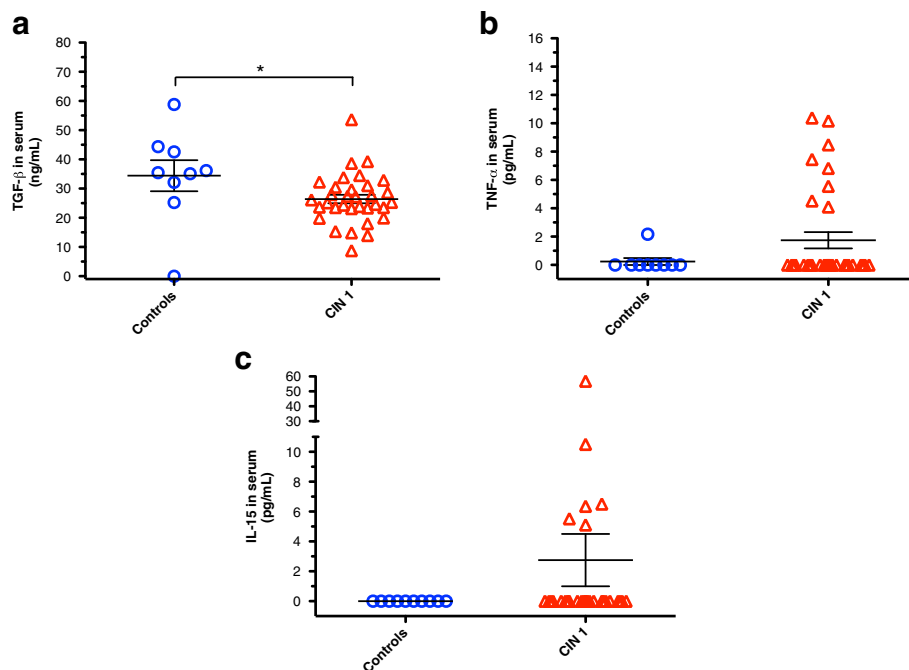 a
TGF-β in serum
(ng/mL)
80
70
60
50
40
30
20
10
0
*
Controls
CIN 1
b
TNF-α in serum
(pg/mL)
16
14
12
10
8
6
4
2
0
Controls
CIN 1
c
IL-15 in serum
(pg/mL)
60
50
40
30
10
8
6
4
2
0
Controls
CIN 1